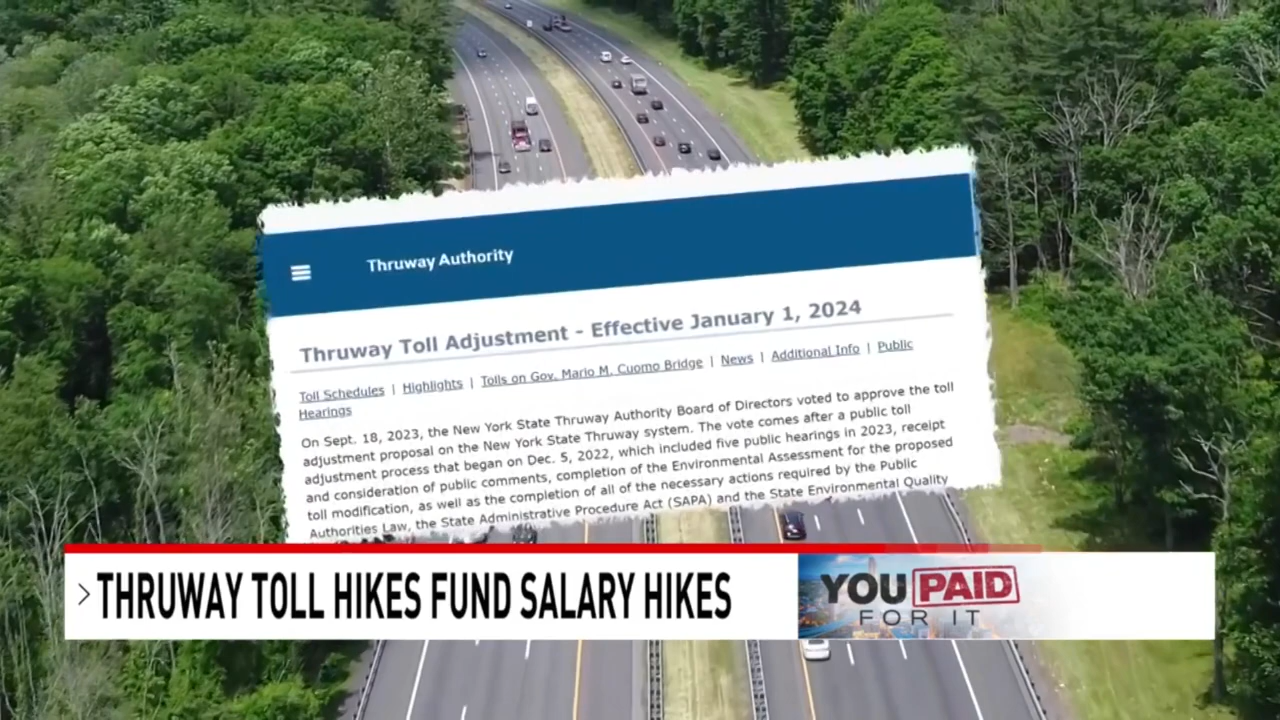 Thruway Authority
Thruway Toll Adjustment - Effective January 1, 2024
Toll Schedules | Highlights | Tolls on Gov. Mario M. Cuomo Bridge | News | Additional Info | Public
Hearings
On Sept. 18, 2023, the New York State Thruway Authority Board of Directors voted to approve the toll
adjustment proposal on the New York State Thruway system. The vote comes after a public toll
adjustment process that began on Dec. 5, 2022, which included five public hearings in 2023, receipt
and consideration of public comments, completion of the Environmental Assessment for the proposed
toll modification, as well as the completion of all of the necessary actions required by the Public
Authorities Law, the State Administrative Procedure Act (SAPA) and the State Environmental Quality
> THRUWAY TOLL HIKES FUND SALARY HIKES
YOU PAID
FOR IT